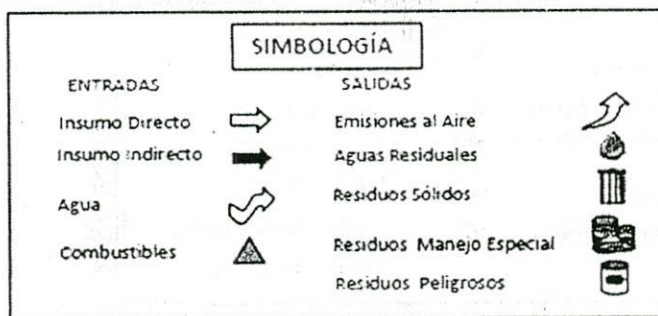 SIMBOLOGÍA
ENTRADAS
Insumo Directo
Insumo Indirecto
Agua
Combustibles
SALIDAS
Emisiones al Aire
Aguas Residuales
Residuos Sólidos
Residuos Manejo Especial
Residuos Peligrosos